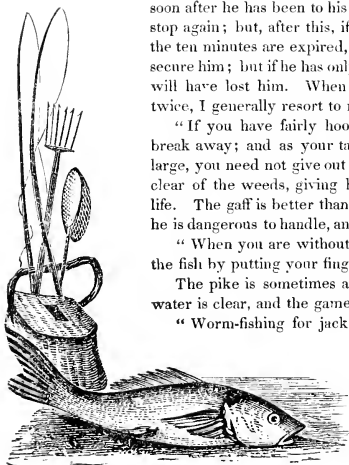 soon after he has been to his
stop again; but, after this, if
the ten minutes are expired,
secure him; but if he has onl
will have lost him. When
twice, I generally resort to
"If you have fairly hoo
break away; and as your ta
large, you need not give out
clear of the weeds, giving
life. The gaff is better than
he is dangerous to handle, an
" When you are without
the fish by putting your fing
The pike is sometimes a
water is clear, and the game
" Worm-fishing for jack